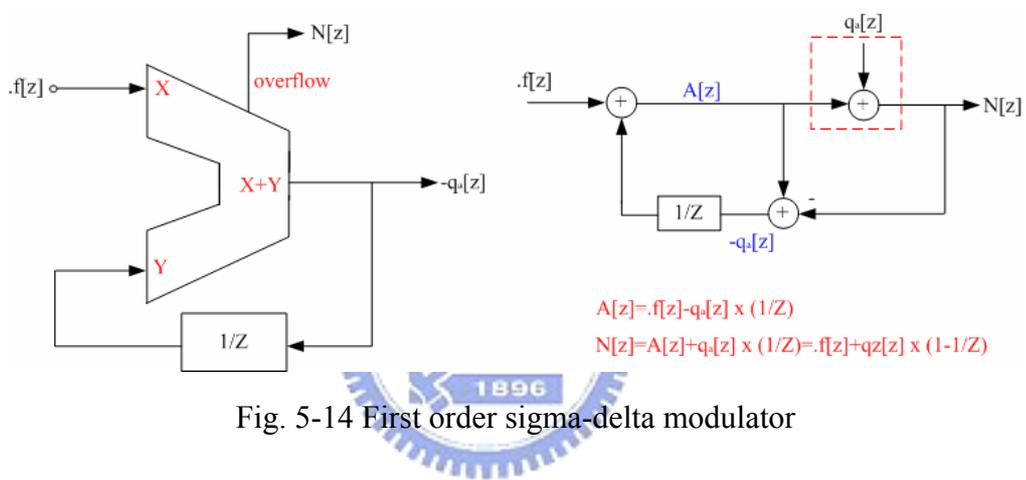 N[z]
overflow
.f[z]
X
X+Y
-qₐ[z]
Y
1/Z
qₐ[z]
.f[z]
+
A[z]
+
N[z]
1/Z
+
-
-qₐ[z]
A[z]=.f[z]-qₐ[z] x (1/Z)
N[z]=A[z]+qₐ[z] x (1/Z)=.f[z]+qz[z] x (1-1/Z)
1896
Fig. 5-14 First order sigma-delta modulator